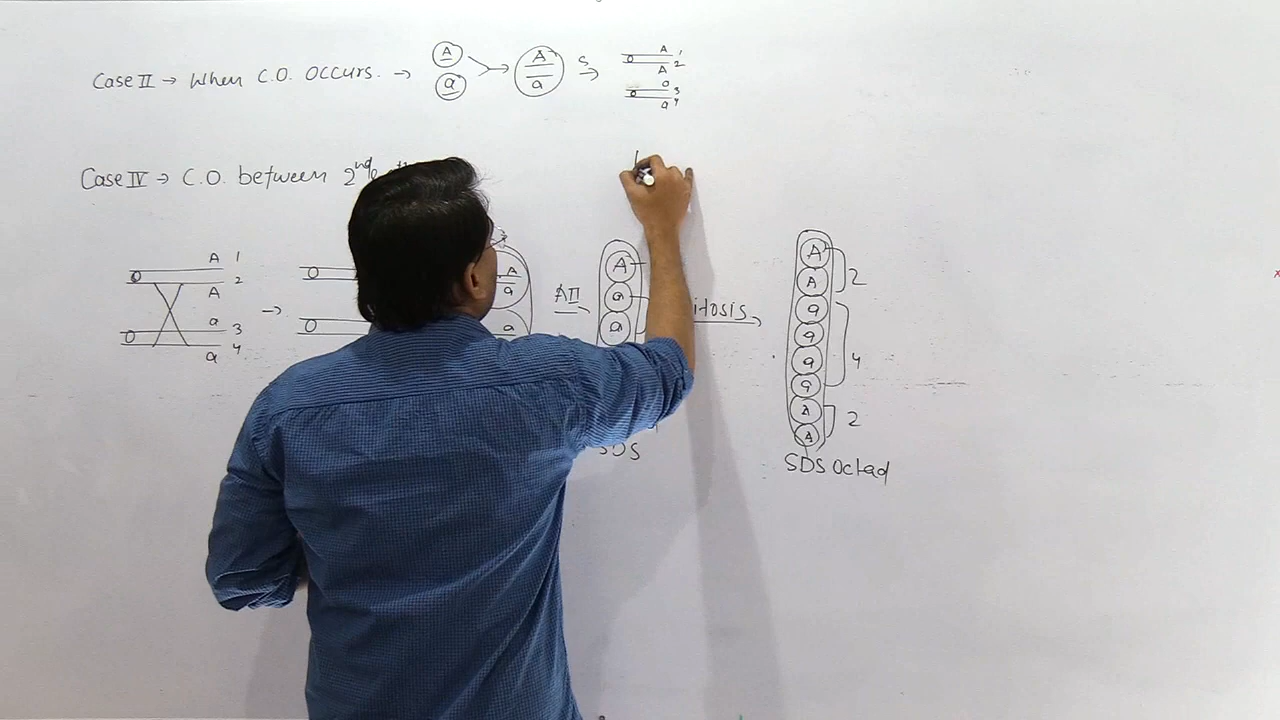 Case II → When C.O. Occurs. →
A
a
A
a
S
A 1
A 2
a 3
a 4
Case IV → C.O. between 2nd
A 1
2
A
a 3
4
a
A
a
a
AII
A
a
a
SDS
itosis
A
A
a
a
a
a
A
A
2
4
2
SDS Octad